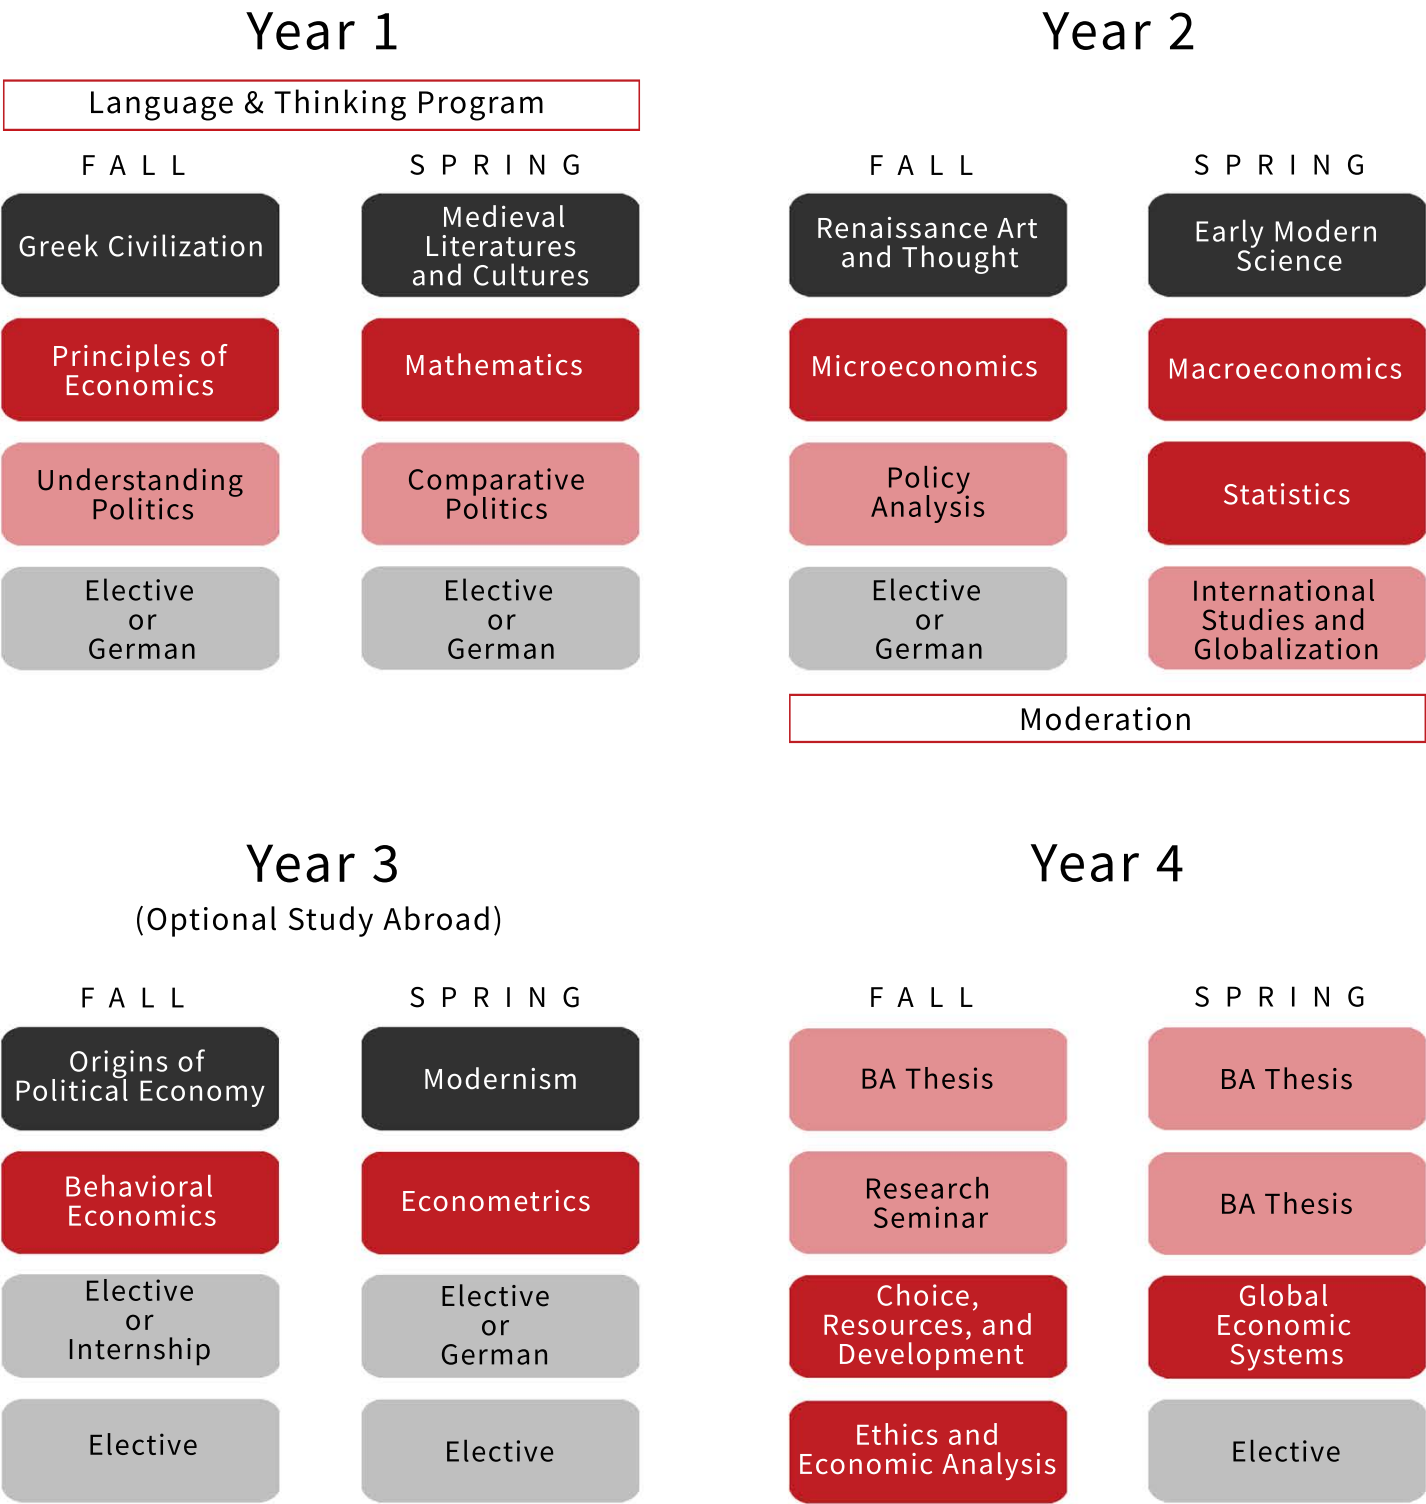 Year 1
Language & Thinking Program
FALL
Greek Civilization
Principles of
Economics
Understanding
Politics
Elective
or
German
SPRING
Medieval
Literatures
and Cultures
Mathematics
Comparative
Politics
Elective
or
German
Year 2
FALL
Renaissance Art
and Thought
Microeconomics
Policy
Analysis
Elective
or
German
SPRING
Early Modern
Science
Macroeconomics
Statistics
International
Studies and
Globalization
Moderation
Year 3
(Optional Study Abroad)
FALL
Origins of
Political Economy
Behavioral
Economics
Elective
or
Internship
Elective
SPRING
Modernism
Econometrics
Elective
or
German
Elective
Year 4
FALL
BA Thesis
Research
Seminar
Choice,
Resources, and
Development
Ethics and
Economic Analysis
SPRING
BA Thesis
BA Thesis
Global
Economic
Systems
Elective